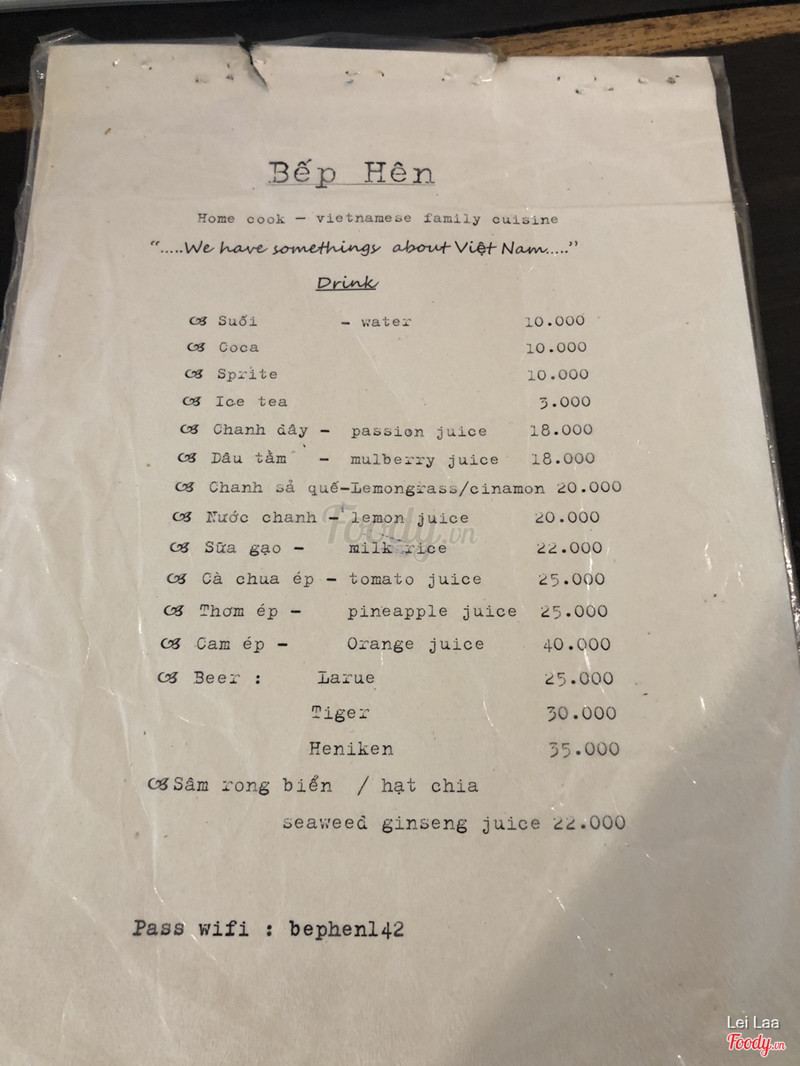 Bếp Hên
Home cook – vietnamese family cuisine
".....We have somethings about Việt Nam....."
Drink
Suối – water 10.000
Coca 10.000
Sprite 10.000
Ice tea 3.000
Chanh dây – passion juice 18.000
Dâu tằm – mulberry juice 18.000
Chanh sả quế–Lemongrass/cinamon 20.000
Nước chanh – lemon juice 20.000
Sữa gạo – milk rice 22.000
Cà chua ép – tomato juice 25.000
Thơm ép – pineapple juice 25.000
Cam ép – Orange juice 40.000
Beer : Larue 25.000
Tiger 30.000
Heniken 35.000
Sâm rong biển / hạt chia
seaweed ginseng juice 22.000
Pass wifi : bephen142
Foody.vn
Lei Laa
Foody.vn